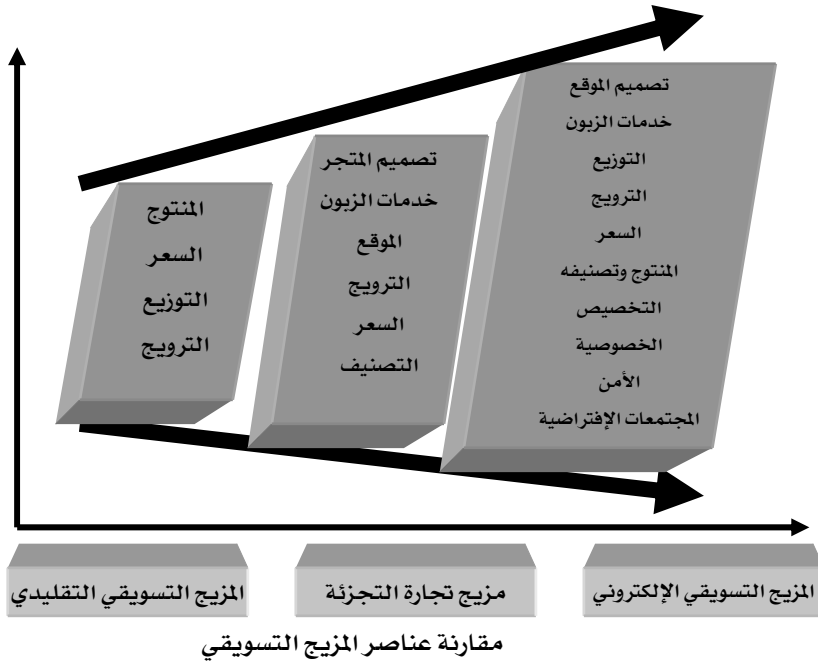 المنتوج
السعر
التوزيع
الترويج
تصميم المتجر
خدمات الزبون
الموقع
الترويج
السعر
التصنيف
تصميم الموقع
خدمات الزبون
التوزيع
الترويج
السعر
المنتوج وتصنيفه
التخصيص
الخصوصية
الأمن
المجتمعات الإفتراضية
المزيج التسويقي التقليدي
مزيج تجارة التجزئة
المزيج التسويقي الإلكتروني
مقارنة عناصر المزيج التسويقي